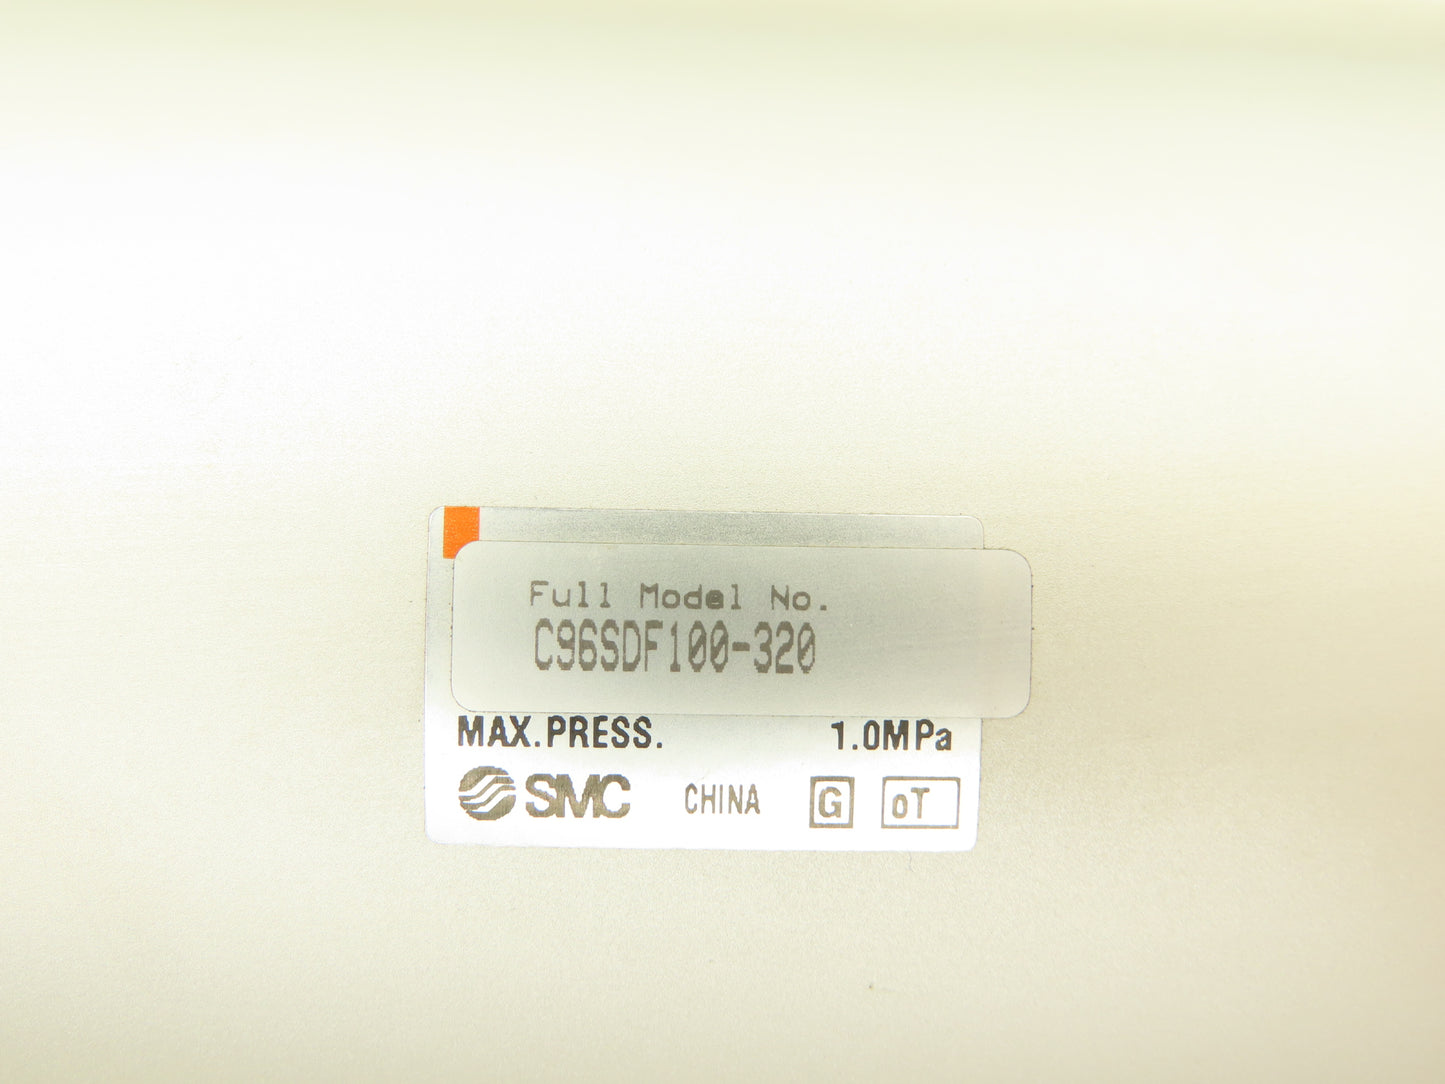 Full Model No.
C96SDF100-320
MAX.PRESS. 1.0MPa
SMC CHINA G oT